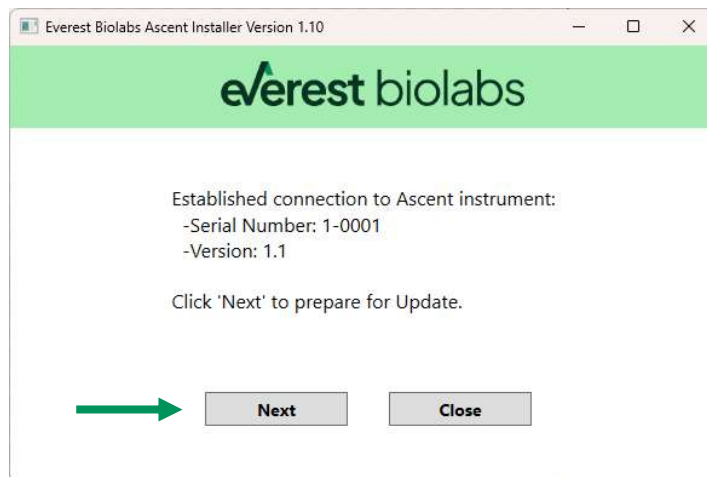 Everest Biolabs Ascent Installer Version 1.10
everest biolabs
Established connection to Ascent instrument:
-Serial Number: 1-0001
-Version: 1.1
Click 'Next' to prepare for Update.
Next
Close